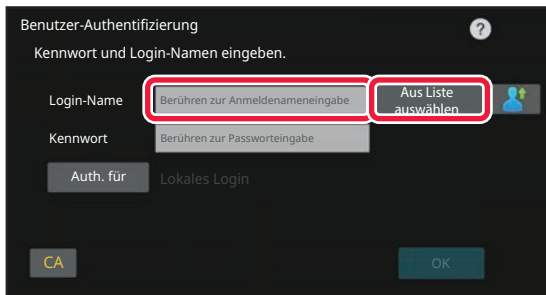 Benutzer-Authentifizierung
?
Kennwort und Login-Namen eingeben.
Login-Name
Berühren zur Anmeldenameneingabe
Aus Liste
auswählen
Kennwort
Berühren zur Passworteingabe
Auth. für
Lokales Login
CA
OK